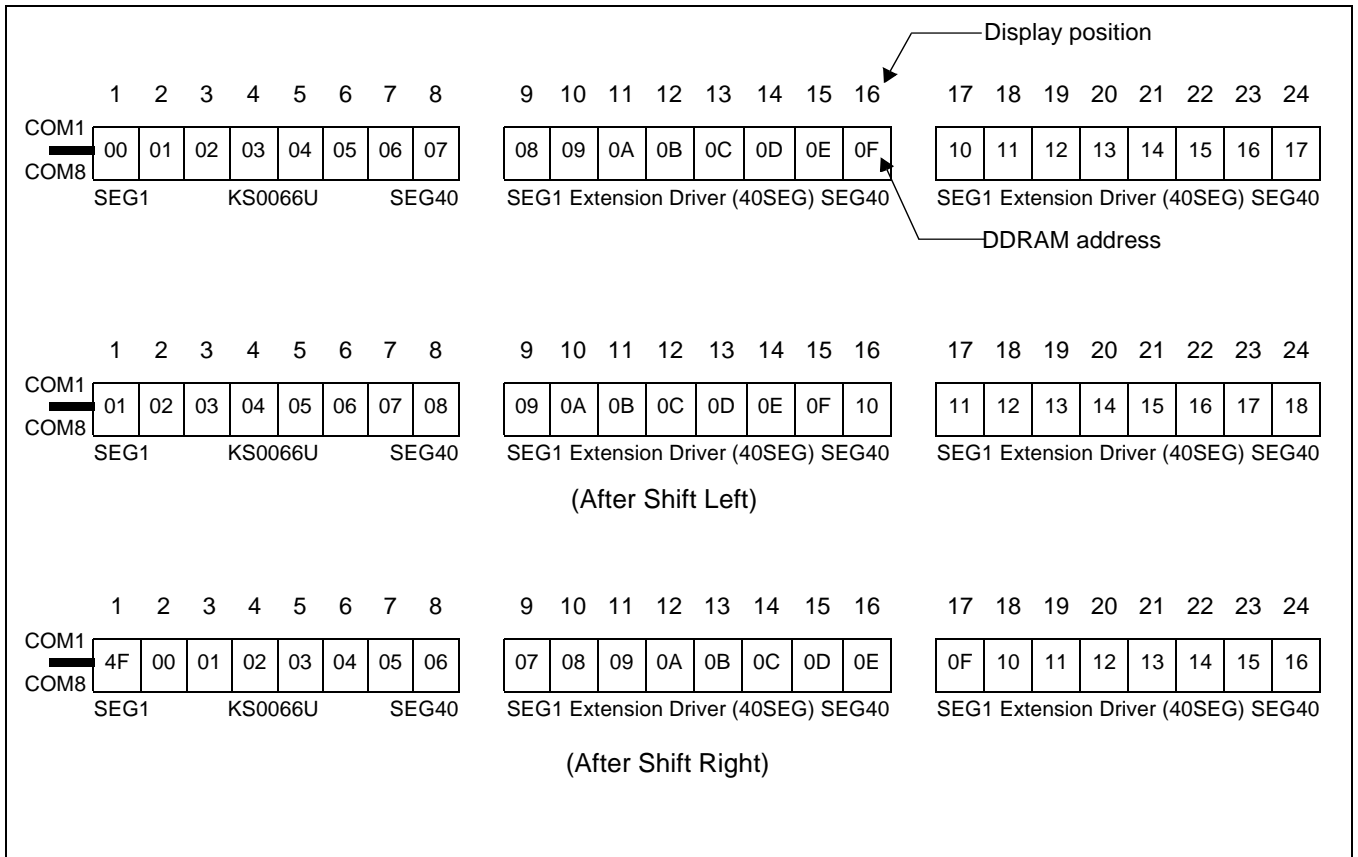 Display position
1 2 3 4 5 6 7 8 9 10 11 12 13 14 15 16 17 18 19 20 21 22 23 24
COM1
00 01 02 03 04 05 06 07 08 09 0A 0B 0C 0D 0E 0F 10 11 12 13 14 15 16 17
COM8
SEG1 KS0066U SEG40 SEG1 Extension Driver (40SEG) SEG40 SEG1 Extension Driver (40SEG) SEG40
DDRAM address
1 2 3 4 5 6 7 8 9 10 11 12 13 14 15 16 17 18 19 20 21 22 23 24
COM1
01 02 03 04 05 06 07 08 09 0A 0B 0C 0D 0E 0F 10 11 12 13 14 15 16 17 18
COM8
SEG1 KS0066U SEG40 SEG1 Extension Driver (40SEG) SEG40 SEG1 Extension Driver (40SEG) SEG40
(After Shift Left)
1 2 3 4 5 6 7 8 9 10 11 12 13 14 15 16 17 18 19 20 21 22 23 24
COM1
4F 00 01 02 03 04 05 06 07 08 09 0A 0B 0C 0D 0E 0F 10 11 12 13 14 15 16
COM8
SEG1 KS0066U SEG40 SEG1 Extension Driver (40SEG) SEG40 SEG1 Extension Driver (40SEG) SEG40
(After Shift Right)